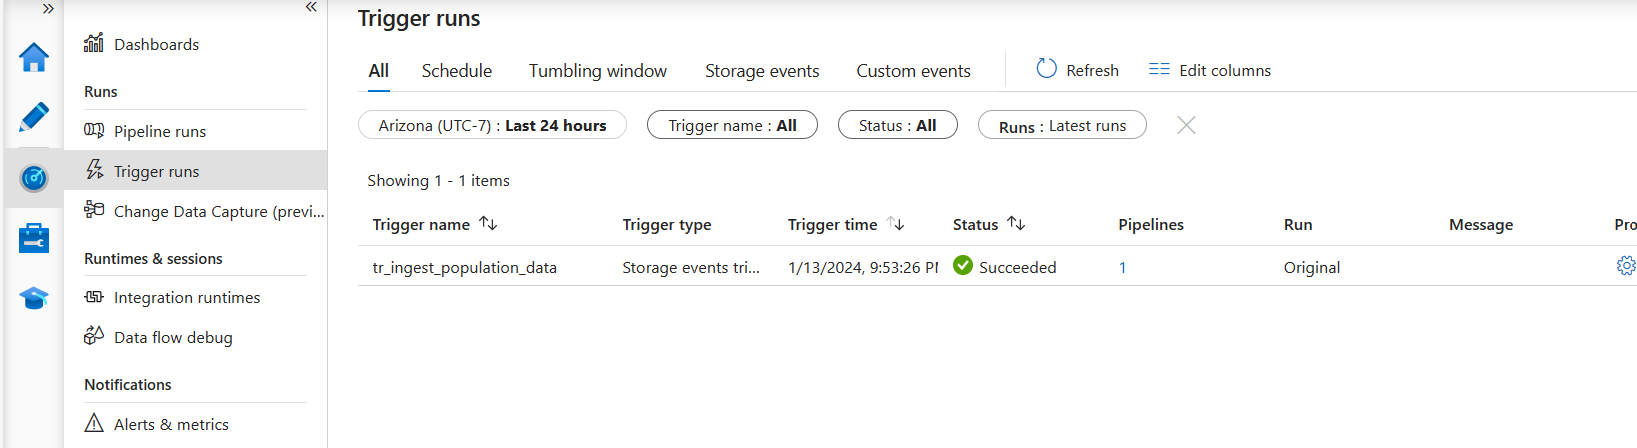 »
«
Dashboards
Runs
Pipeline runs
Trigger runs
Change Data Capture (previ...
Runtimes & sessions
Integration runtimes
Data flow debug
Notifications
Alerts & metrics
Trigger runs
All Schedule Tumbling window Storage events Custom events Refresh Edit columns
Arizona (UTC-7) : Last 24 hours Trigger name : All Status : All Runs : Latest runs
Showing 1 - 1 items
Trigger name Trigger type Trigger time Status Pipelines Run Message Pro
tr_ingest_population_data Storage events tri... 1/13/2024, 9:53:26 PM Succeeded 1 Original